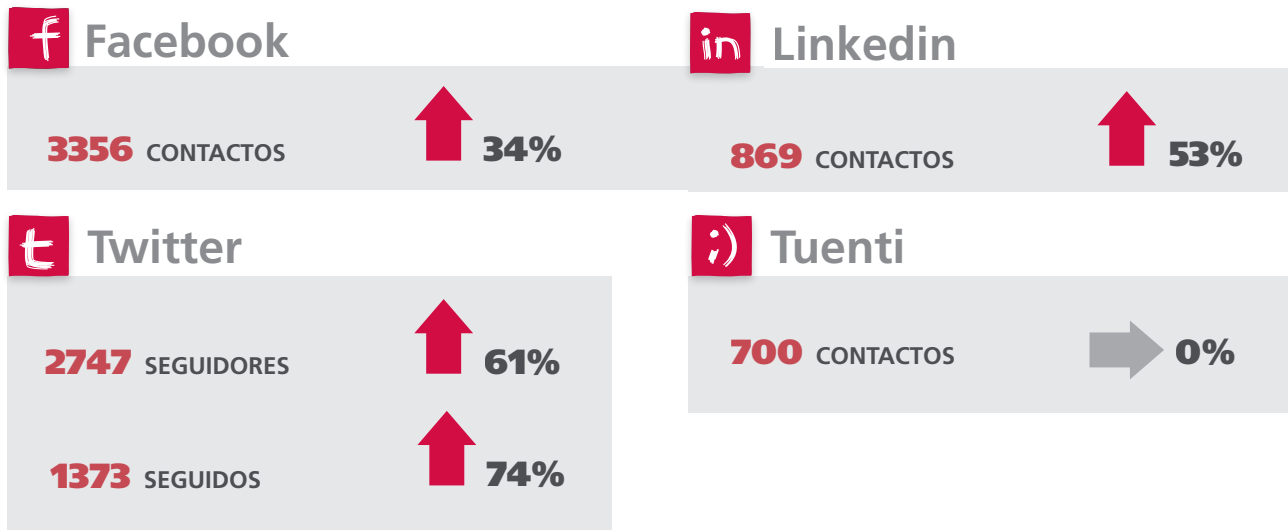 f Facebook
3356 CONTACTOS
34%
in Linkedin
869 CONTACTOS
53%
t Twitter
2747 SEGUIDORES
61%
1373 SEGUIDOS
74%
;) Tuenti
700 CONTACTOS
0%